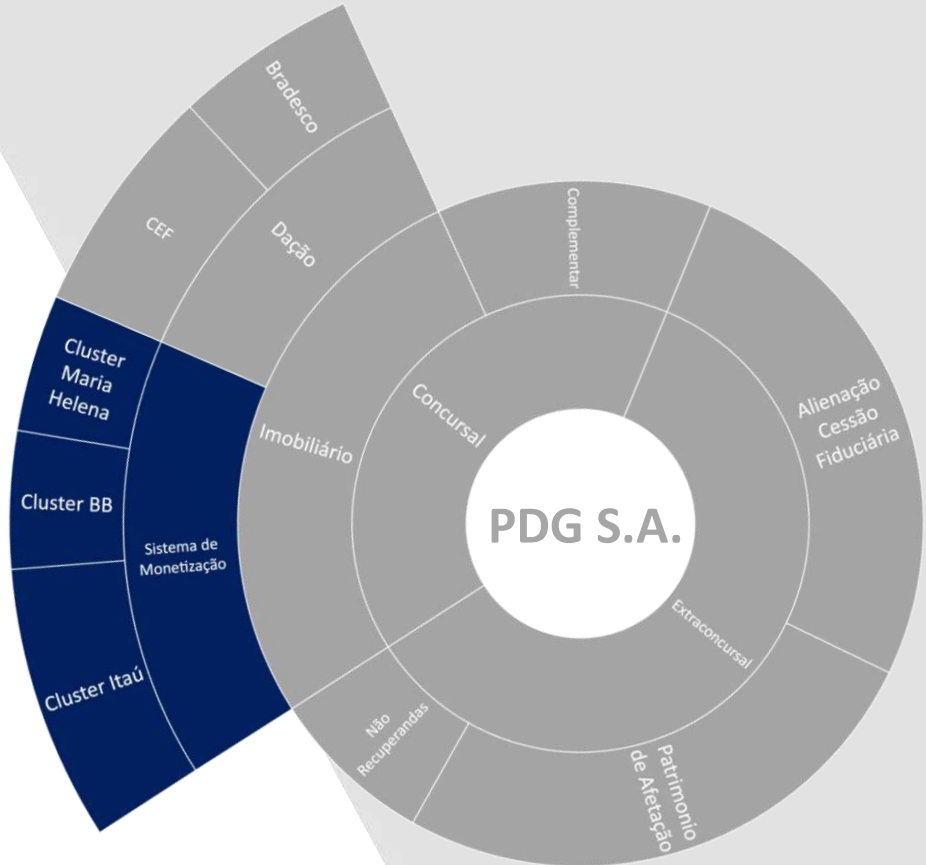 Bradesco
CEF
Dação
Complementar
Cluster
Maria
Helena
Concursal
Alienação
Cessão
Fiduciária
Imobiliário
Cluster BB
PDG S.A.
Sistema de
Monetização
Extraconcursal
Cluster Itaú
Não
Recuperandas
Patrimonio
de Afetação